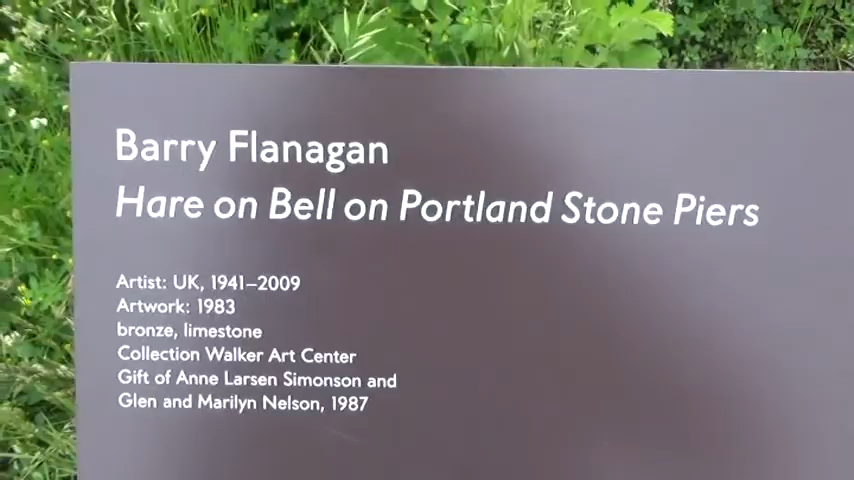 Barry Flanagan
Hare on Bell on Portland Stone Piers
Artist: UK, 1941–2009
Artwork: 1983
bronze, limestone
Collection Walker Art Center
Gift of Anne Larsen Simonson and
Glen and Marilyn Nelson, 1987